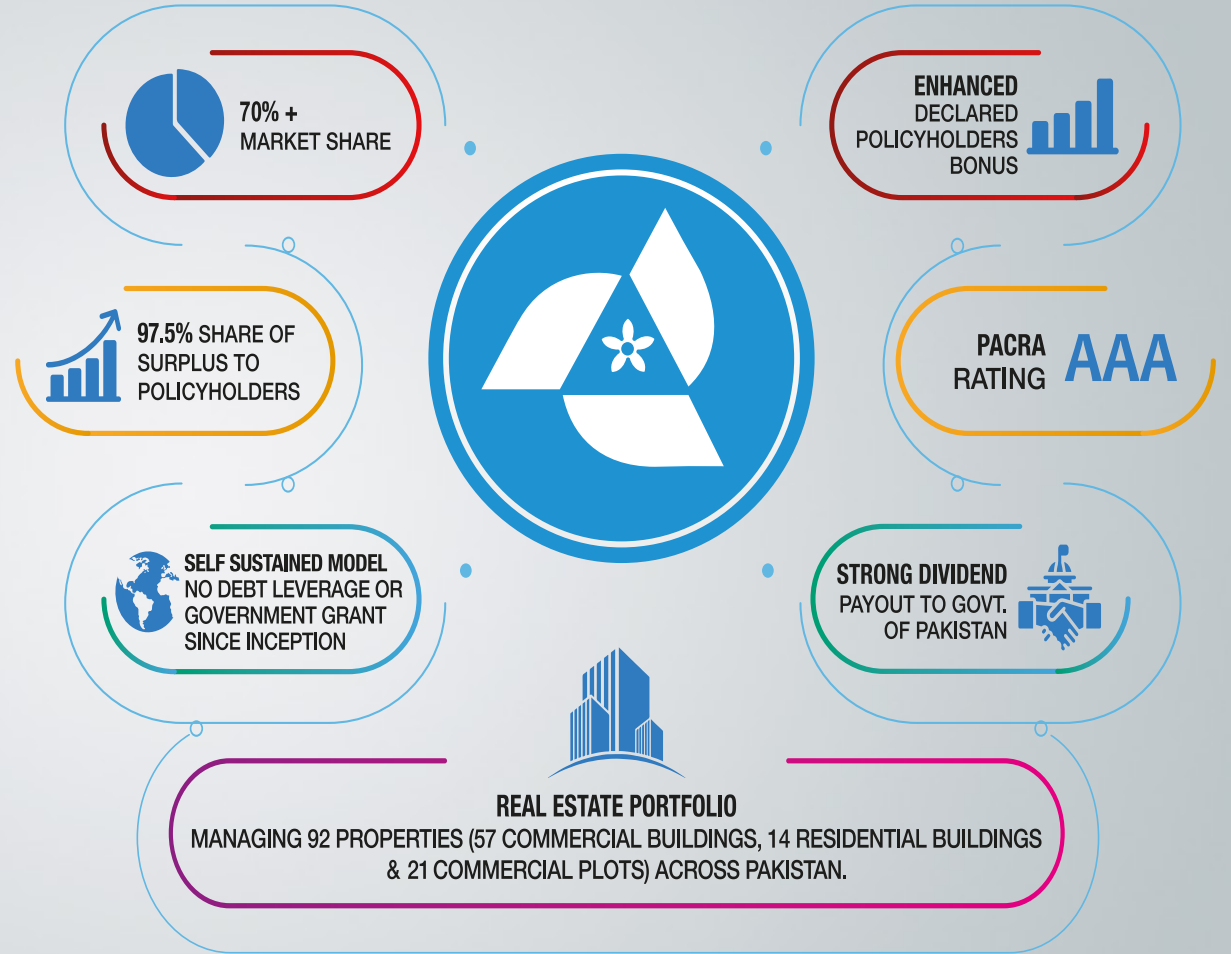 70% +
MARKET SHARE
ENHANCED
DECLARED
POLICYHOLDERS
BONUS
97.5% SHARE OF
SURPLUS TO
POLICYHOLDERS
PACRA
RATING
AAA
SELF SUSTAINED MODEL
NO DEBT LEVERAGE OR
GOVERNMENT GRANT
SINCE INCEPTION
STRONG DIVIDEND
PAYOUT TO GOVT.
OF PAKISTAN
REAL ESTATE PORTFOLIO
MANAGING 92 PROPERTIES (57 COMMERCIAL BUILDINGS, 14 RESIDENTIAL BUILDINGS
& 21 COMMERCIAL PLOTS) ACROSS PAKISTAN.